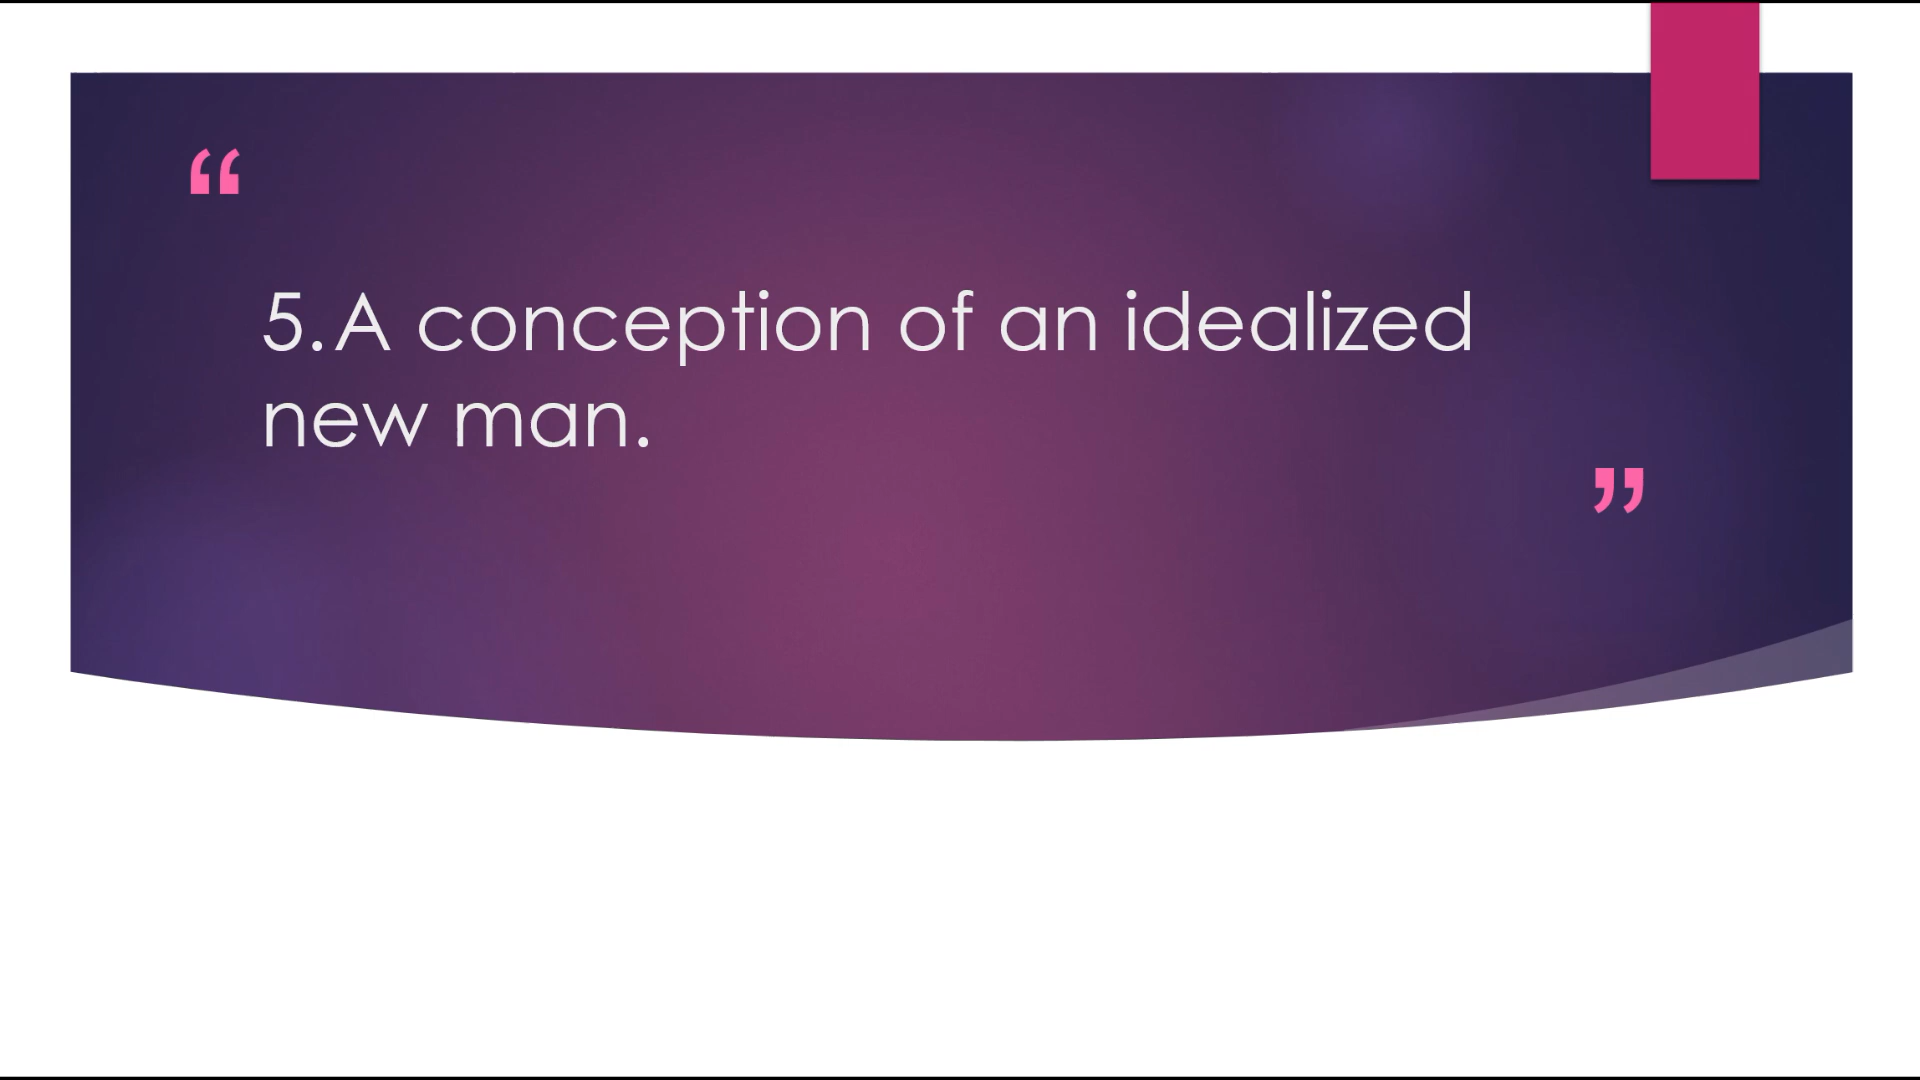 “
5.A conception of an idealized
new man.
”